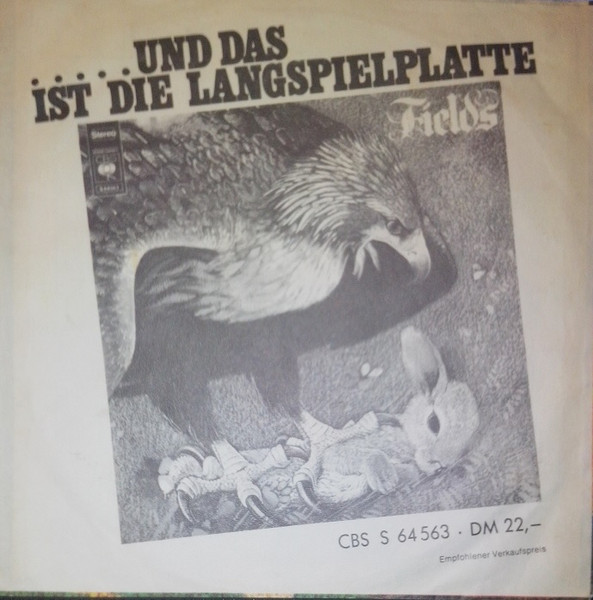 .....UND DAS
IST DIE LANGSPIELPLATTE
Fields
Stereo
CBS S 64563 · DM 22,–
Empfohlener Verkaufspreis